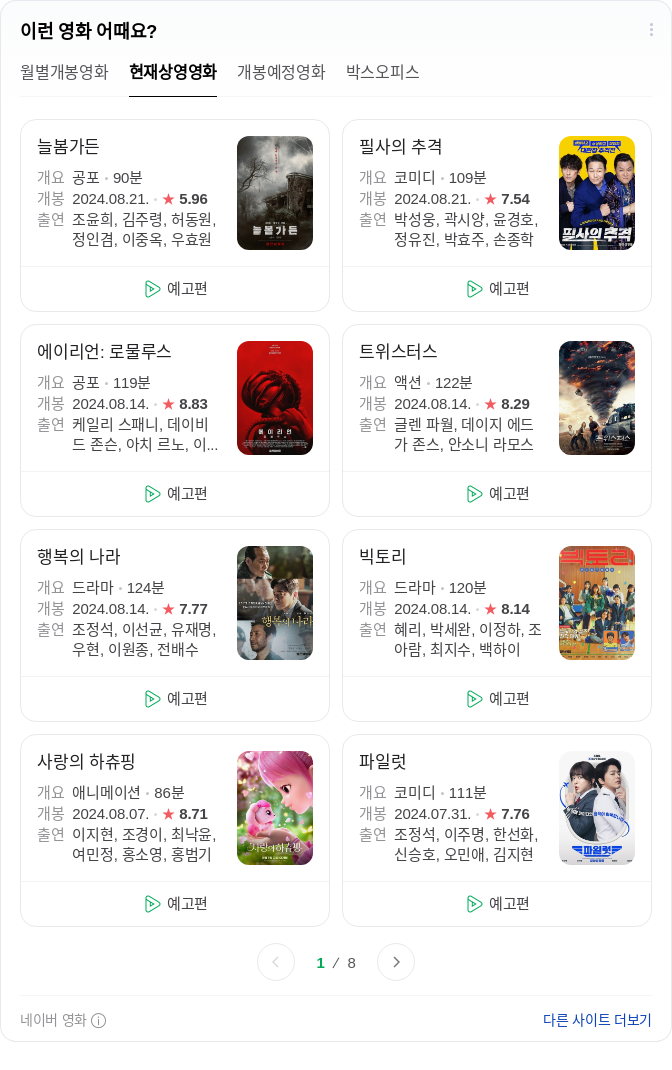 이런 영화 어때요?
월별개봉영화 현재상영영화 개봉예정영화 박스오피스
늘봄가든
개요 공포 · 90분
개봉 2024.08.21. · ★ 5.96
출연 조윤희, 김주령, 허동원,
정인겸, 이중옥, 우효원
늘봄가든
예고편
필사의 추격
개요 코미디 · 109분
개봉 2024.08.21. · ★ 7.54
출연 박성웅, 곽시양, 윤경호,
정유진, 박효주, 손종학
필사의 추격
예고편
에이리언: 로물루스
개요 공포 · 119분
개봉 2024.08.14. · ★ 8.83
출연 케일리 스패니, 데이비
드 존슨, 아치 르노, 이...
에이리언
예고편
트위스터스
개요 액션 · 122분
개봉 2024.08.14. · ★ 8.29
출연 글렌 파월, 데이지 에드
가 존스, 안소니 라모스
트위스터스
예고편
행복의 나라
개요 드라마 · 124분
개봉 2024.08.14. · ★ 7.77
출연 조정석, 이선균, 유재명,
우현, 이원종, 전배수
행복의 나라
예고편
빅토리
개요 드라마 · 120분
개봉 2024.08.14. · ★ 8.14
출연 혜리, 박세완, 이정하, 조
아람, 최지수, 백하이
빅토리
예고편
사랑의 하츄핑
개요 애니메이션 · 86분
개봉 2024.08.07. · ★ 8.71
출연 이지현, 조경이, 최낙윤,
여민정, 홍소영, 홍범기
사랑의 하츄핑
예고편
파일럿
개요 코미디 · 111분
개봉 2024.07.31. · ★ 7.76
출연 조정석, 이주명, 한선화,
신승호, 오민애, 김지현
파일럿
예고편
1 / 8
네이버 영화
다른 사이트 더보기